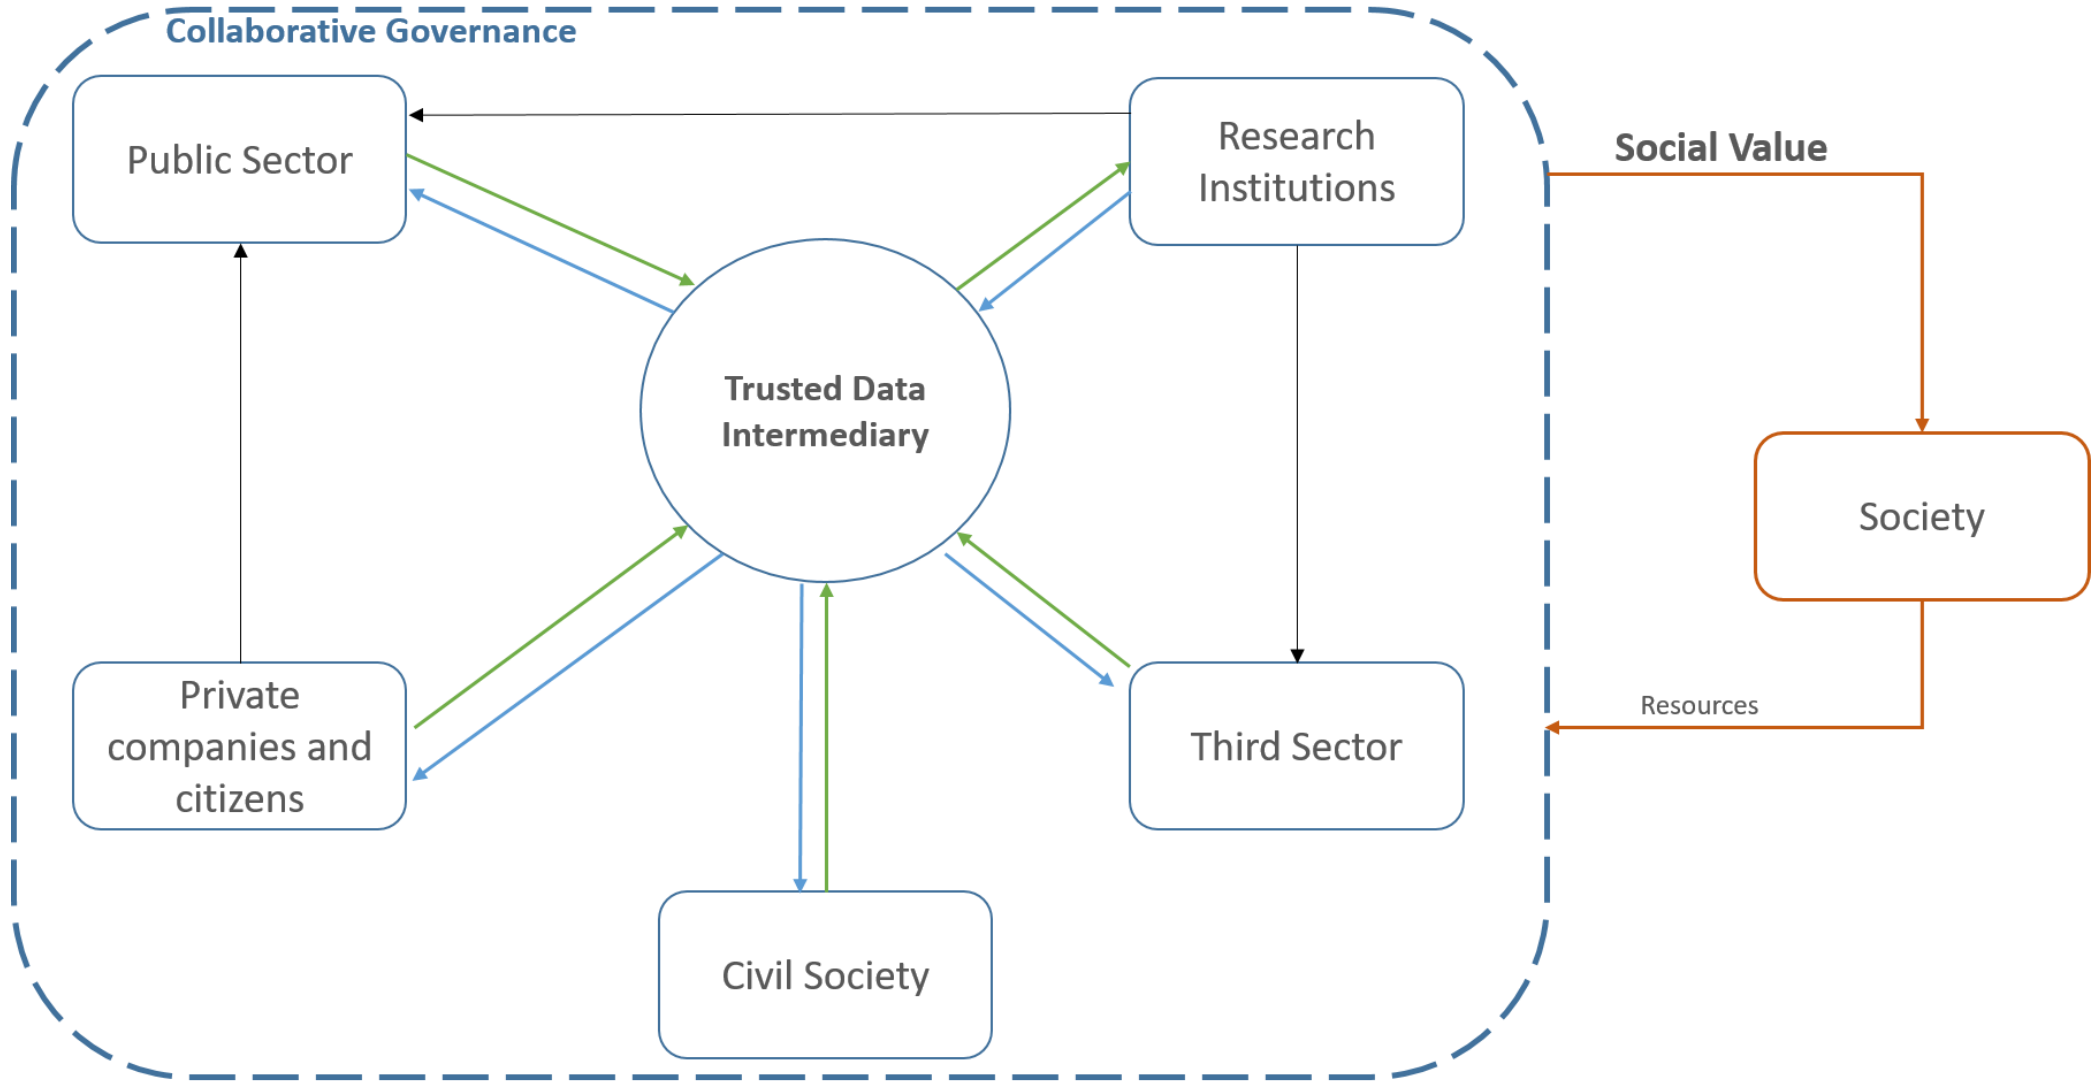 Collaborative Governance
Public Sector
Research
Institutions
Social Value
Trusted Data
Intermediary
Society
Private
companies and
citizens
Third Sector
Resources
Civil Society